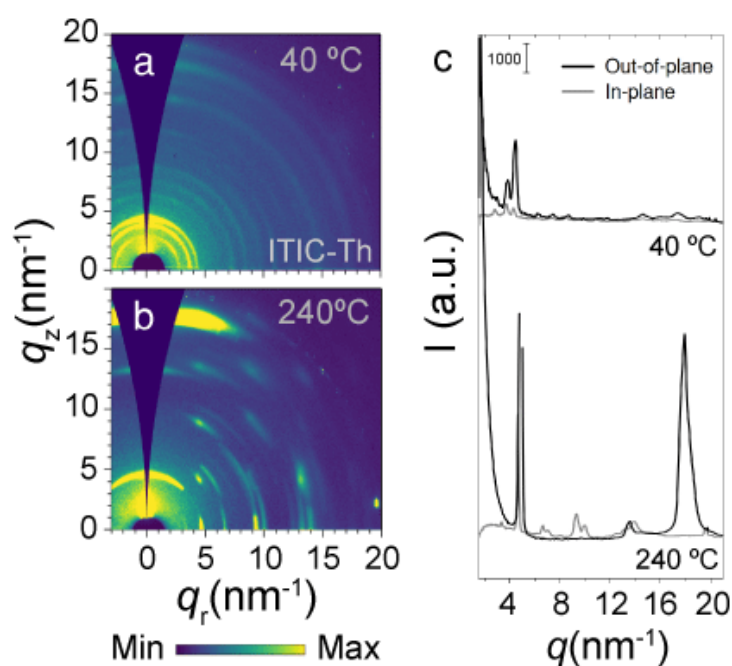 a
40 ºC
ITIC-Th
20
15
10
5
0
b
240ºC
15
10
5
0
qz(nm-1)
0
5
10
15
20
qr(nm-1)
Min
Max
c
1000
Out-of-plane
In-plane
40 ºC
240 ºC
I (a.u.)
4
8
12
16
20
q(nm-1)